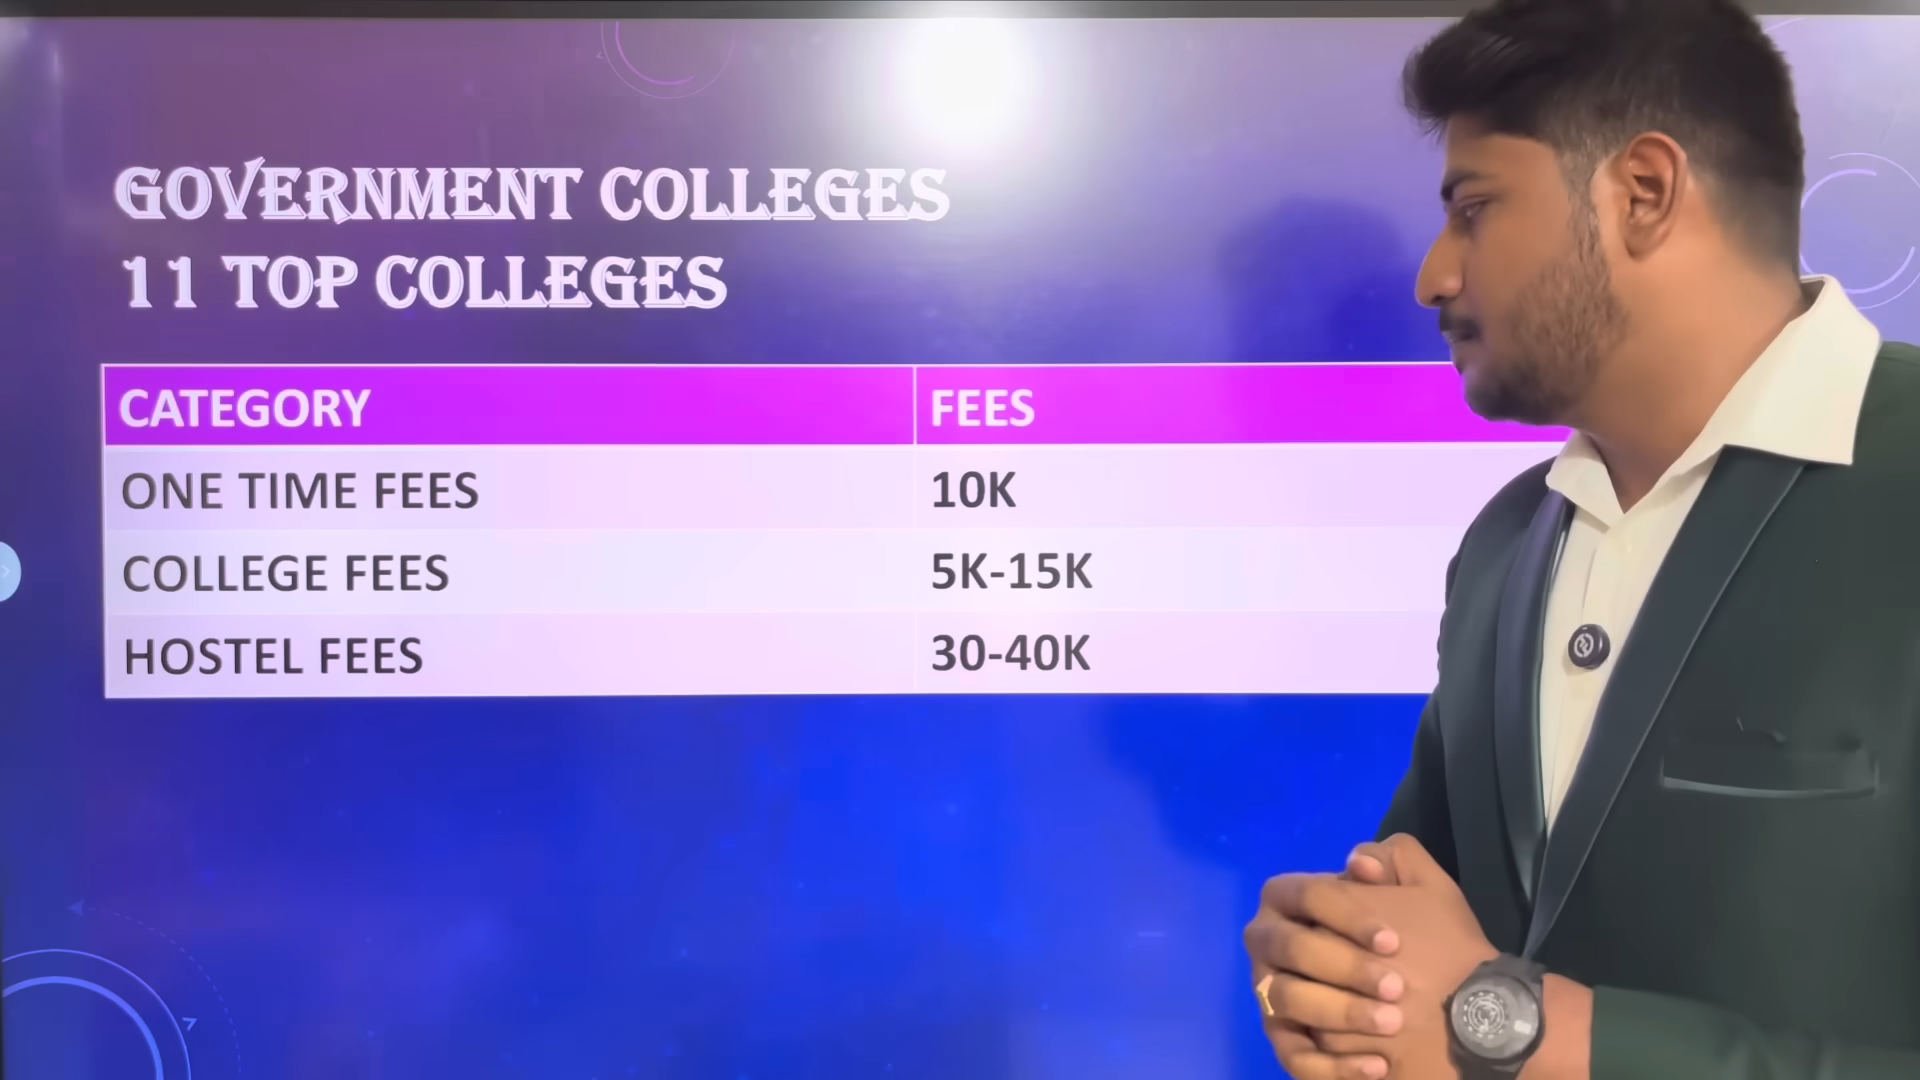 GOVERNMENT COLLEGES
11 TOP COLLEGES
CATEGORY FEES
ONE TIME FEES 10K
COLLEGE FEES 5K-15K
HOSTEL FEES 30-40K